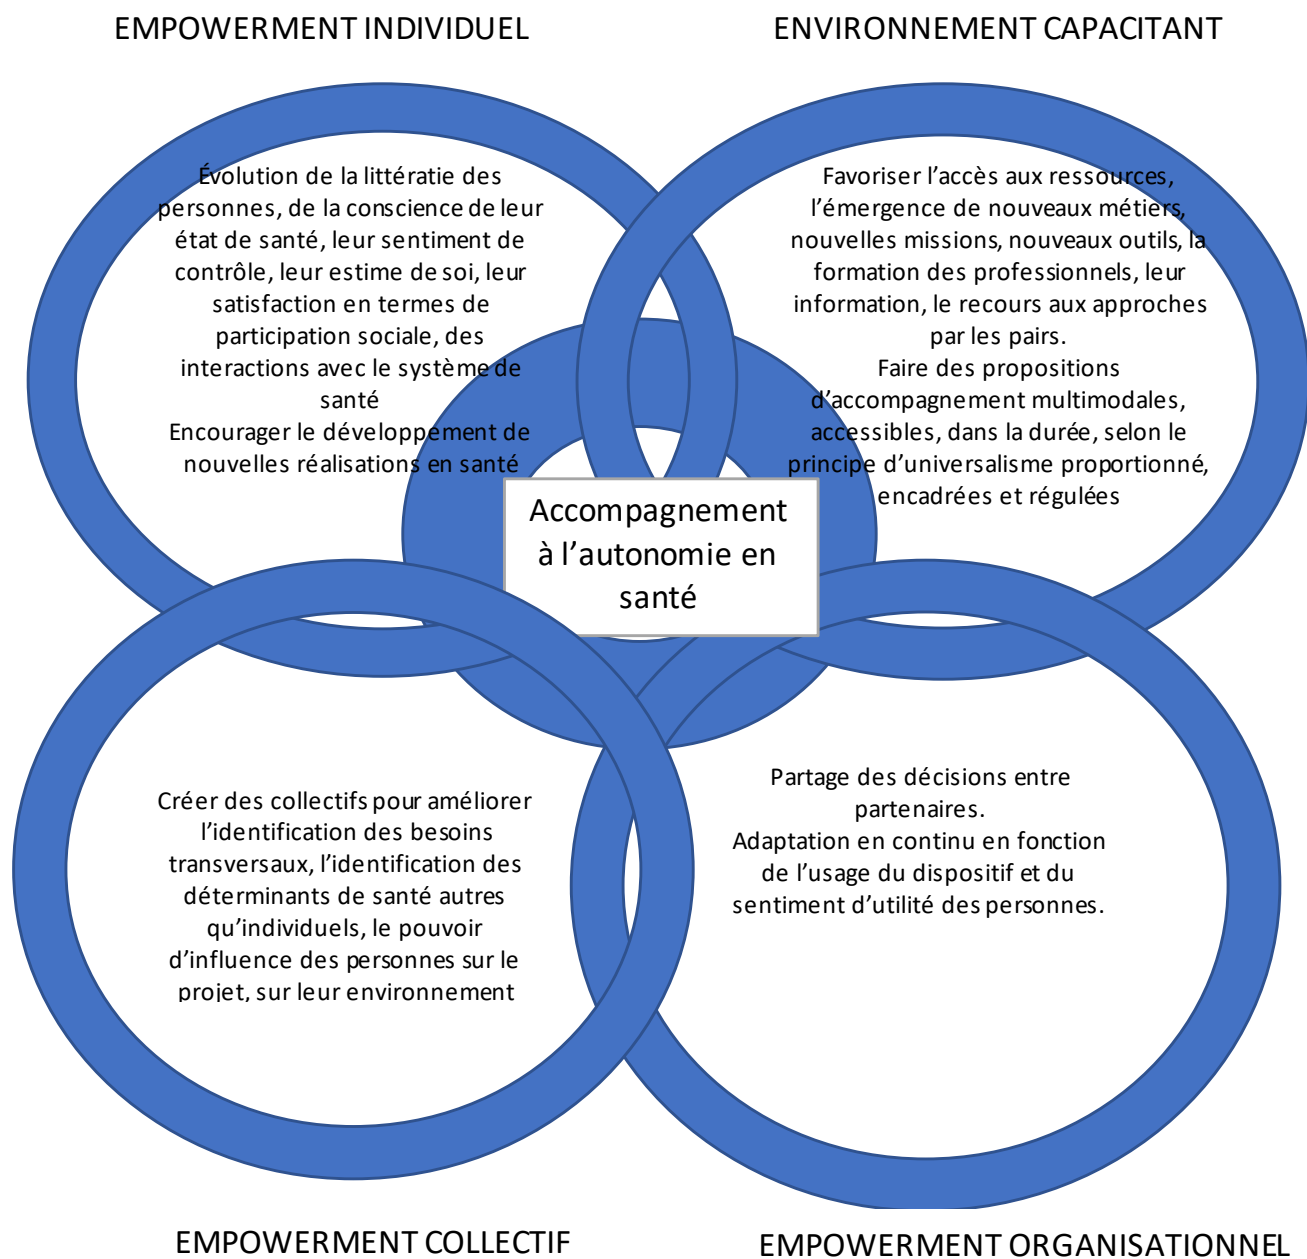 EMPOWERMENT INDIVIDUEL
ENVIRONNEMENT CAPACITANT
Évolution de la littératie des
personnes, de la conscience de leur
état de santé, leur sentiment de
contrôle, leur estime de soi, leur
satisfaction en termes de
participation sociale, des
interactions avec le système de
santé
Encourager le développement de
nouvelles réalisations en santé
Favoriser l’accès aux ressources,
l’émergence de nouveaux métiers,
nouvelles missions, nouveaux outils, la
formation des professionnels, leur
information, le recours aux approches
par les pairs.
Faire des propositions
d’accompagnement multimodales,
accessibles, dans la durée, selon le
principe d’universalisme proportionné,
encadrées et régulées
Accompagnement
à l’autonomie en
santé
Créer des collectifs pour améliorer
l’identification des besoins
transversaux, l’identification des
déterminants de santé autres
qu’individuels, le pouvoir
d’influence des personnes sur le
projet, sur leur environnement
Partage des décisions entre
partenaires.
Adaptation en continu en fonction
de l’usage du dispositif et du
sentiment d’utilité des personnes.
EMPOWERMENT COLLECTIF
EMPOWERMENT ORGANISATIONNEL